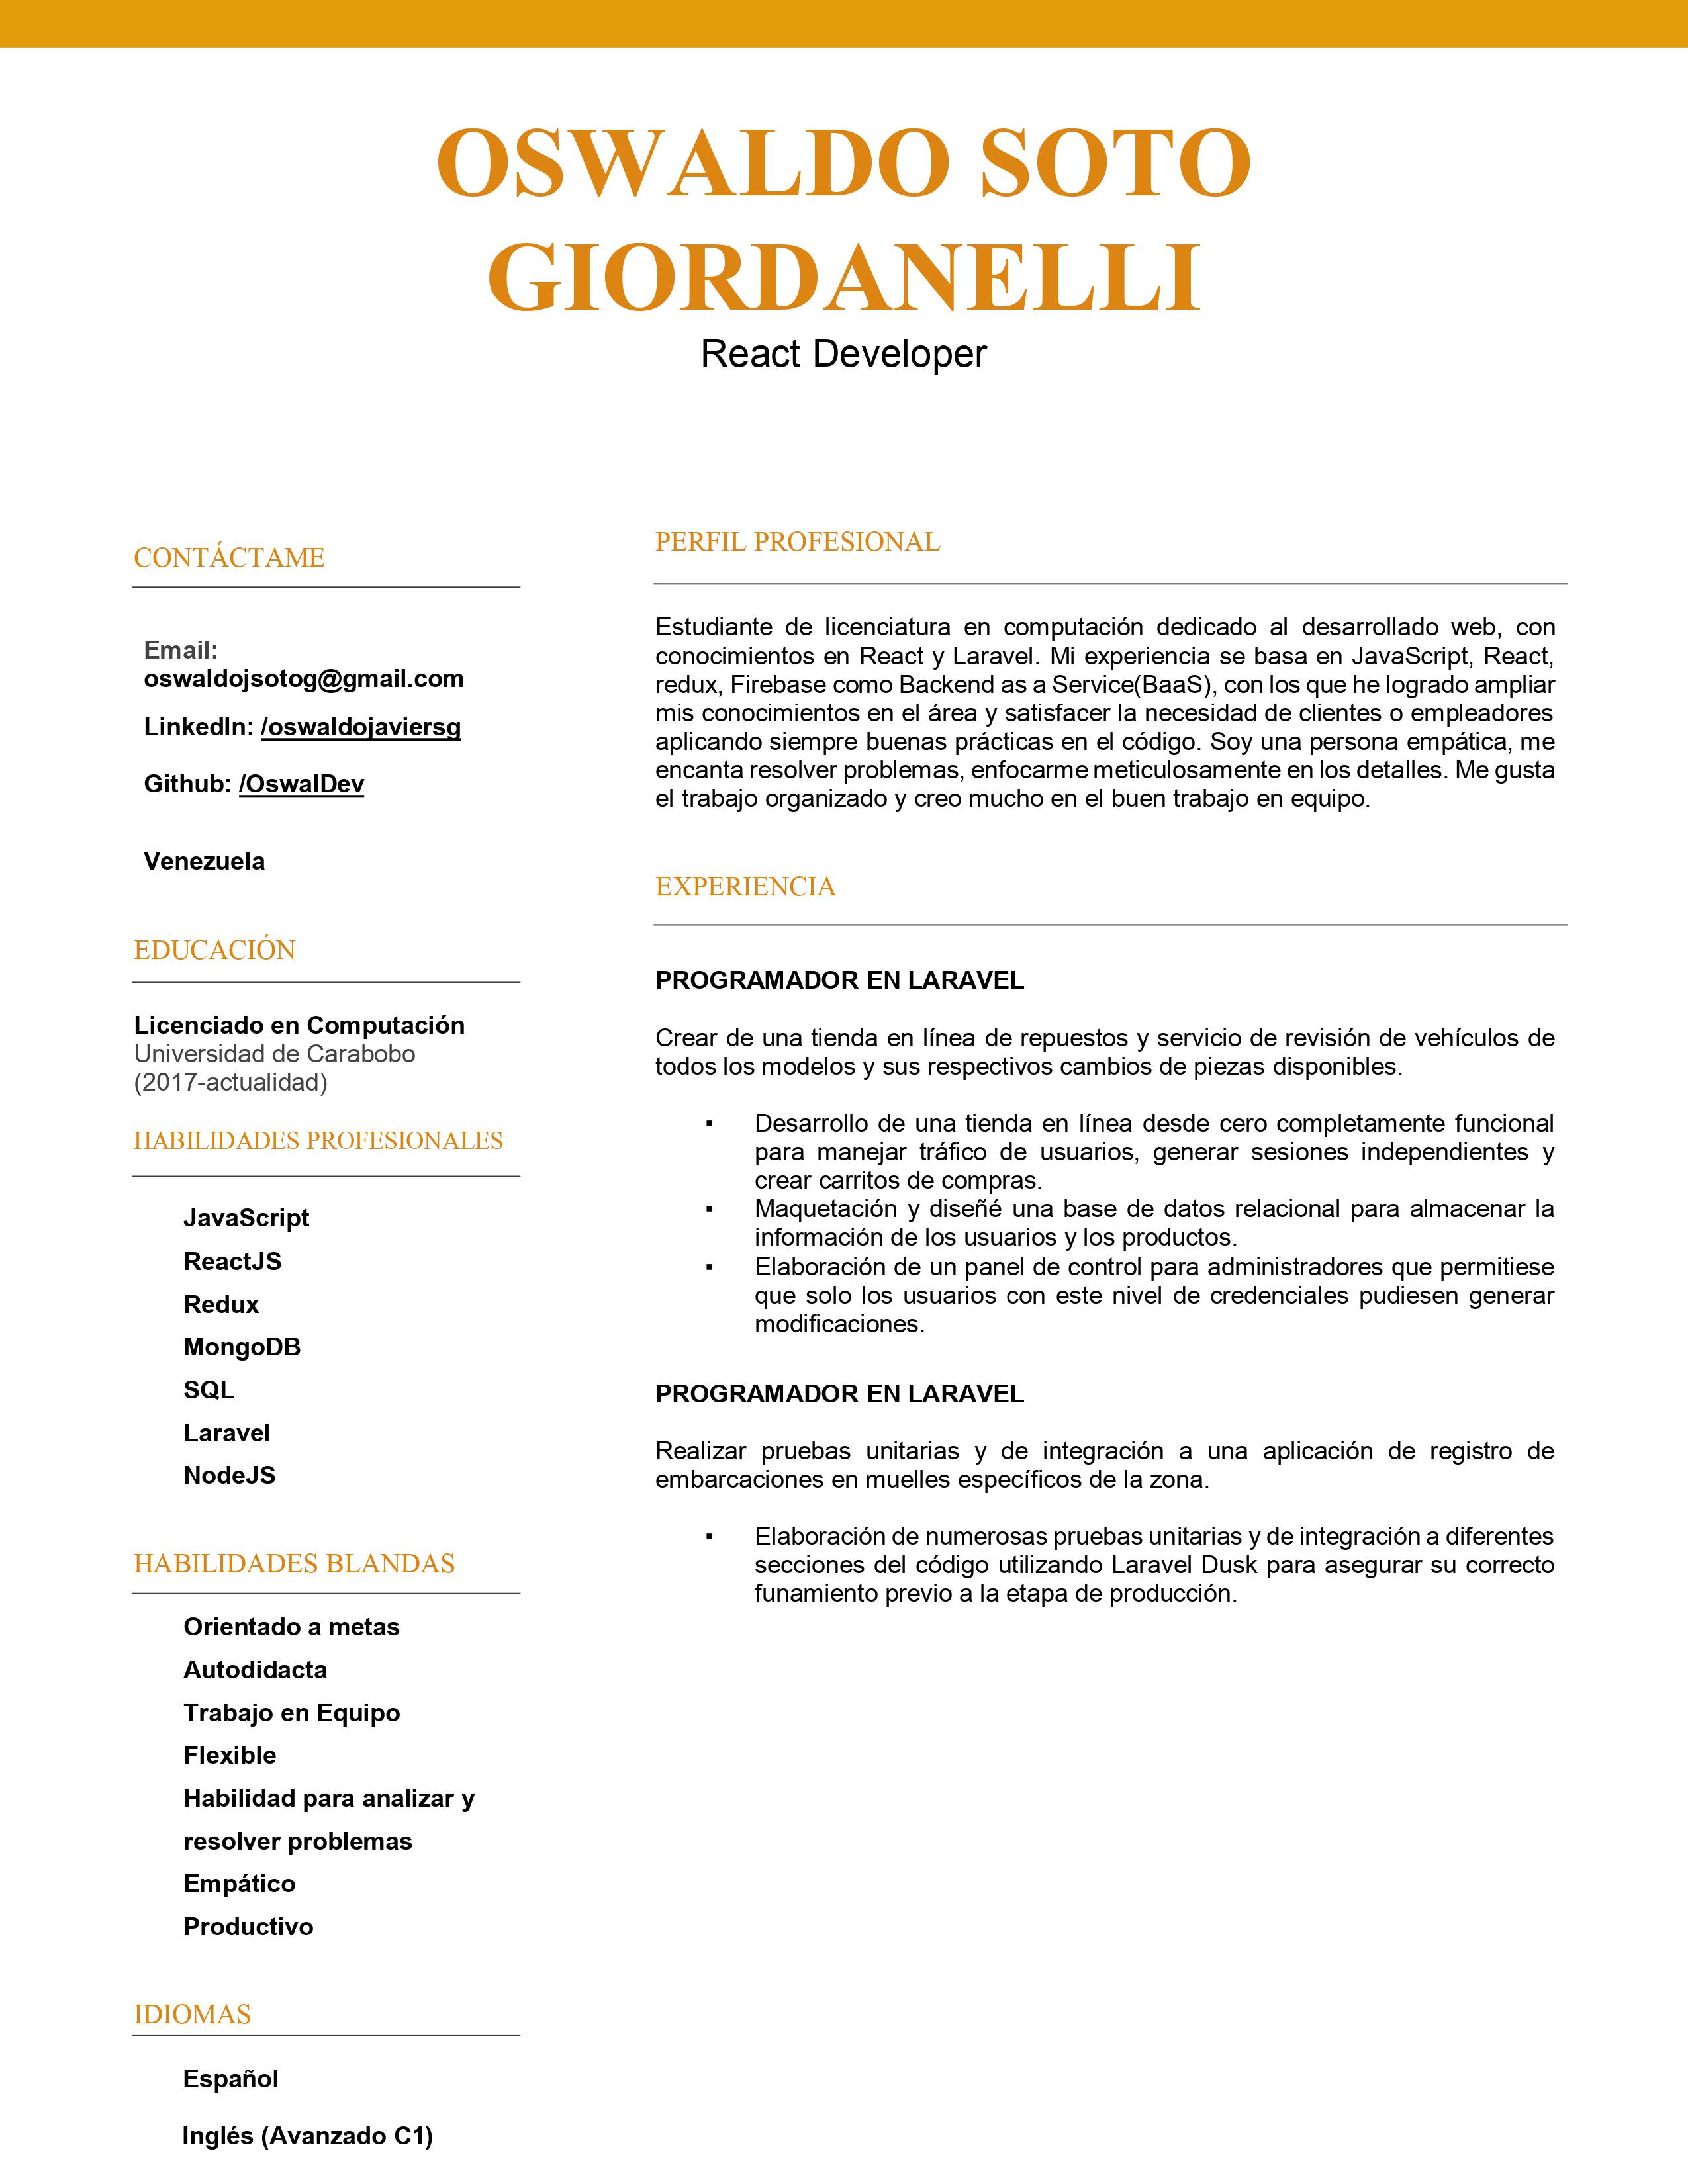 OSWALDO SOTO
GIORDANELLI
React Developer
CONTÁCTAME
Email:
oswaldojsotog@gmail.com
LinkedIn: /oswaldojaviersg
Github: /OswalDev
Venezuela
EDUCACIÓN
Licenciado en Computación
Universidad de Carabobo
(2017-actualidad)
HABILIDADES PROFESIONALES
JavaScript
ReactJS
Redux
MongoDB
SQL
Laravel
NodeJS
HABILIDADES BLANDAS
Orientado a metas
Autodidacta
Trabajo en Equipo
Flexible
Habilidad para analizar y
resolver problemas
Empático
Productivo
IDIOMAS
Español
Inglés (Avanzado C1)
PERFIL PROFESIONAL
Estudiante de licenciatura en computación dedicado al desarrollado web, con
conocimientos en React y Laravel. Mi experiencia se basa en JavaScript, React,
redux, Firebase como Backend as a Service(BaaS), con los que he logrado ampliar
mis conocimientos en el área y satisfacer la necesidad de clientes o empleadores
aplicando siempre buenas prácticas en el código. Soy una persona empática, me
encanta resolver problemas, enfocarme meticulosamente en los detalles. Me gusta
el trabajo organizado y creo mucho en el buen trabajo en equipo.
EXPERIENCIA
PROGRAMADOR EN LARAVEL
Crear de una tienda en línea de repuestos y servicio de revisión de vehículos de
todos los modelos y sus respectivos cambios de piezas disponibles.
▪ Desarrollo de una tienda en línea desde cero completamente funcional
para manejar tráfico de usuarios, generar sesiones independientes y
crear carritos de compras.
▪ Maquetación y diseñé una base de datos relacional para almacenar la
información de los usuarios y los productos.
▪ Elaboración de un panel de control para administradores que permitiese
que solo los usuarios con este nivel de credenciales pudiesen generar
modificaciones.
PROGRAMADOR EN LARAVEL
Realizar pruebas unitarias y de integración a una aplicación de registro de
embarcaciones en muelles específicos de la zona.
▪ Elaboración de numerosas pruebas unitarias y de integración a diferentes
secciones del código utilizando Laravel Dusk para asegurar su correcto
funamiento previo a la etapa de producción.